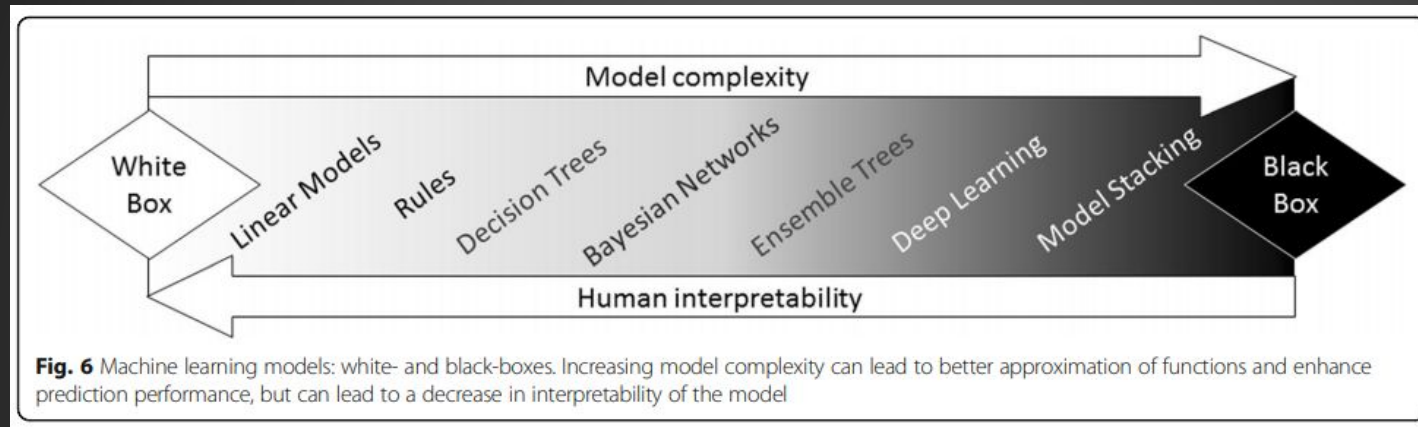 Model complexity
White
Box
Linear Models
Rules
Decision Trees
Bayesian Networks
Ensemble Trees
Deep Learning
Model Stacking
Black
Box
Human interpretability
Fig. 6 Machine learning models: white- and black-boxes. Increasing model complexity can lead to better approximation of functions and enhance
prediction performance, but can lead to a decrease in interpretability of the model